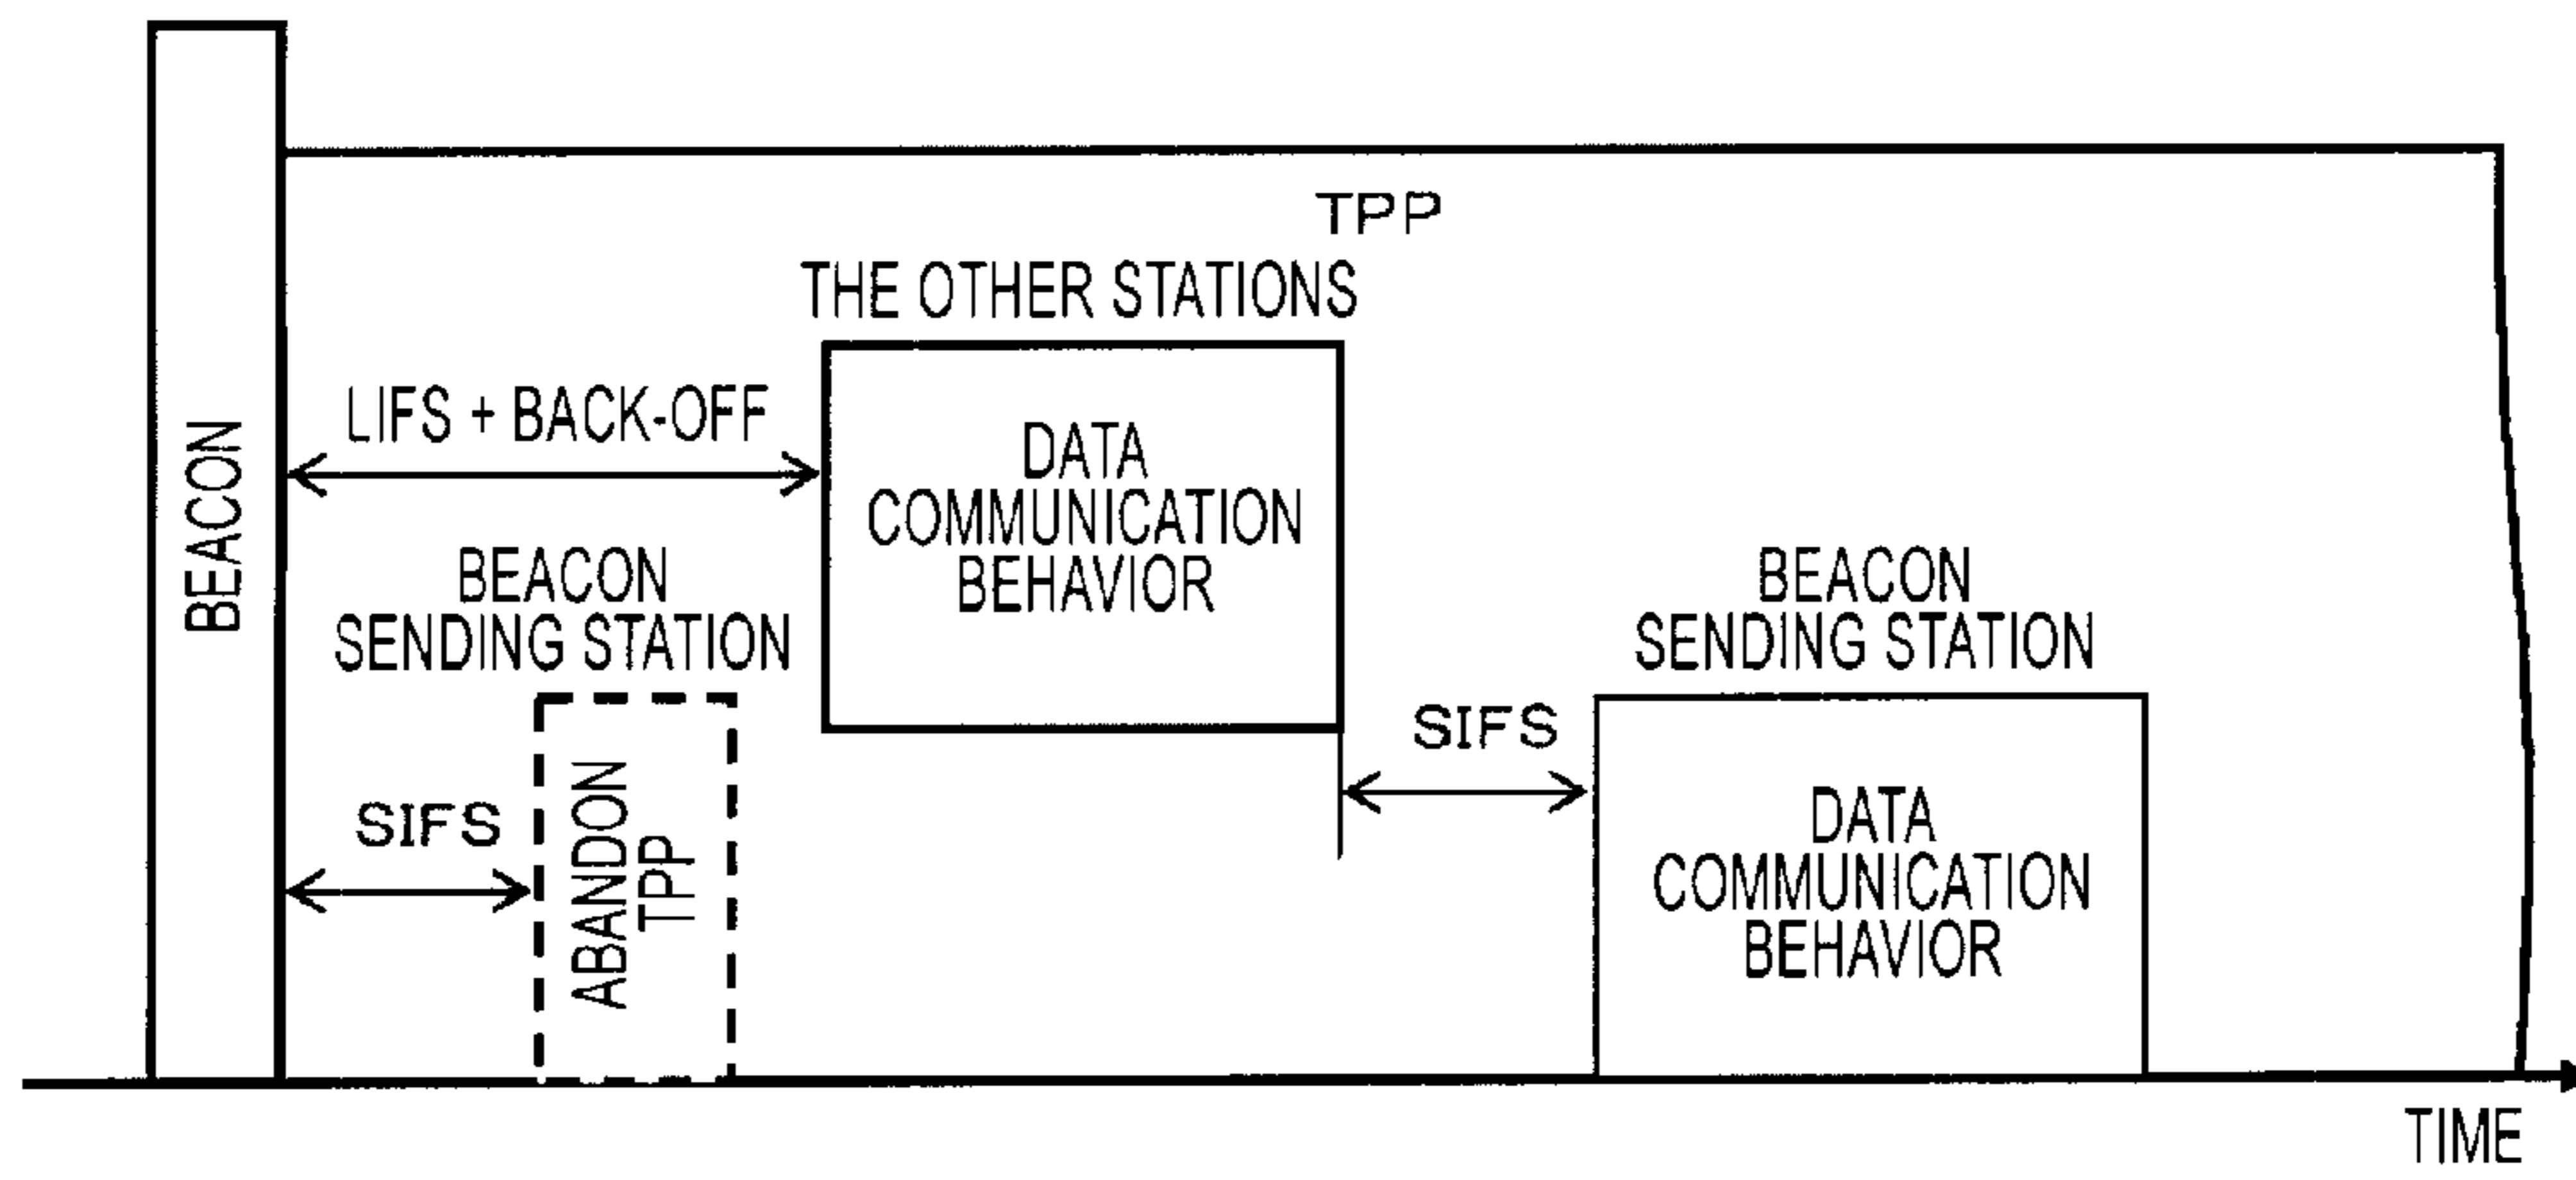 BEACON
TPP
THE OTHER STATIONS
LIFS + BACK-OFF
DATA
COMMUNICATION
BEHAVIOR
BEACON
SENDING STATION
SIFS
ABANDON
TPP
SIFS
BEACON
SENDING STATION
DATA
COMMUNICATION
BEHAVIOR
TIME